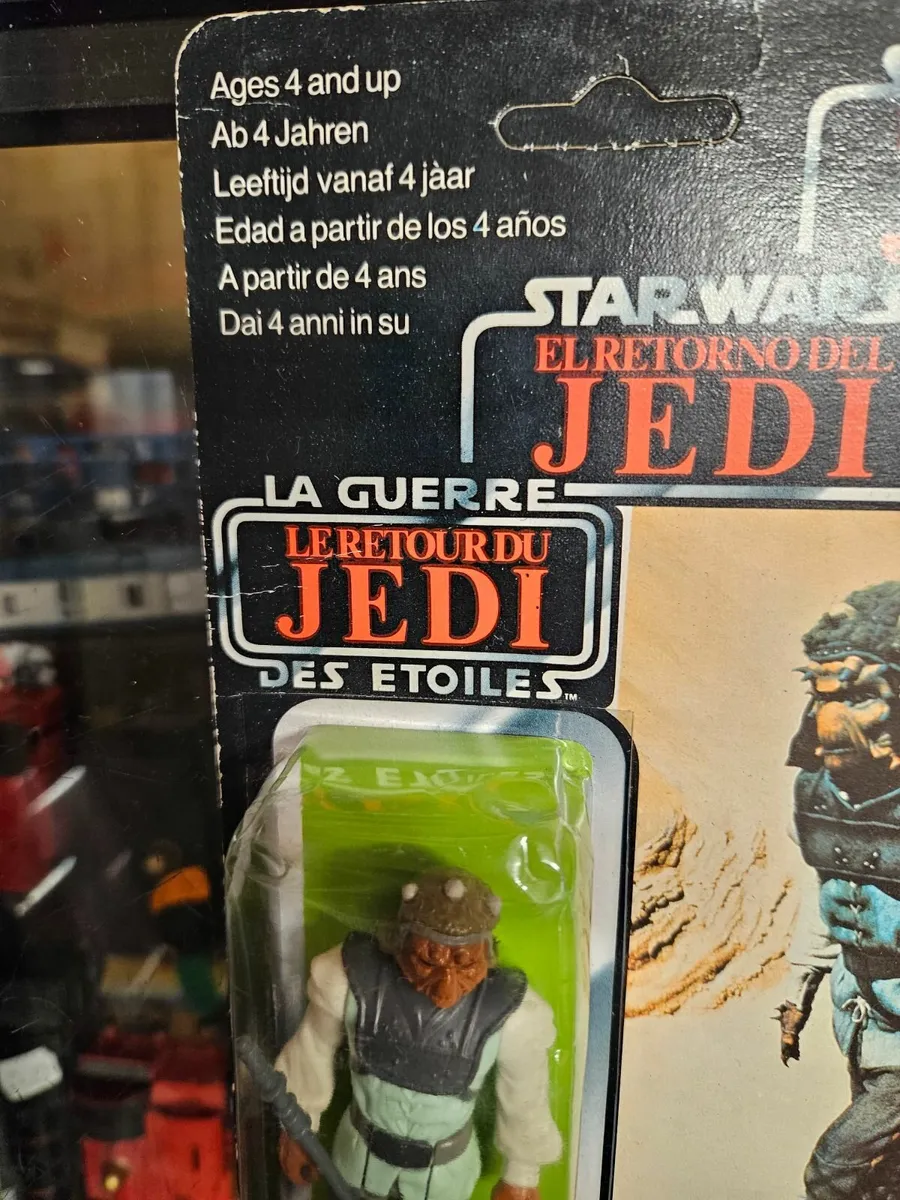 Ages 4 and up
Ab 4 Jahren
Leeftijd vanaf 4 jàar
Edad a partir de los 4 años
A partir de 4 ans
Dai 4 anni in su
STAR WARS
EL RETORNO DEL
JEDI
LA GUERRE
LE RETOUR DU
JEDI
DES ETOILES™